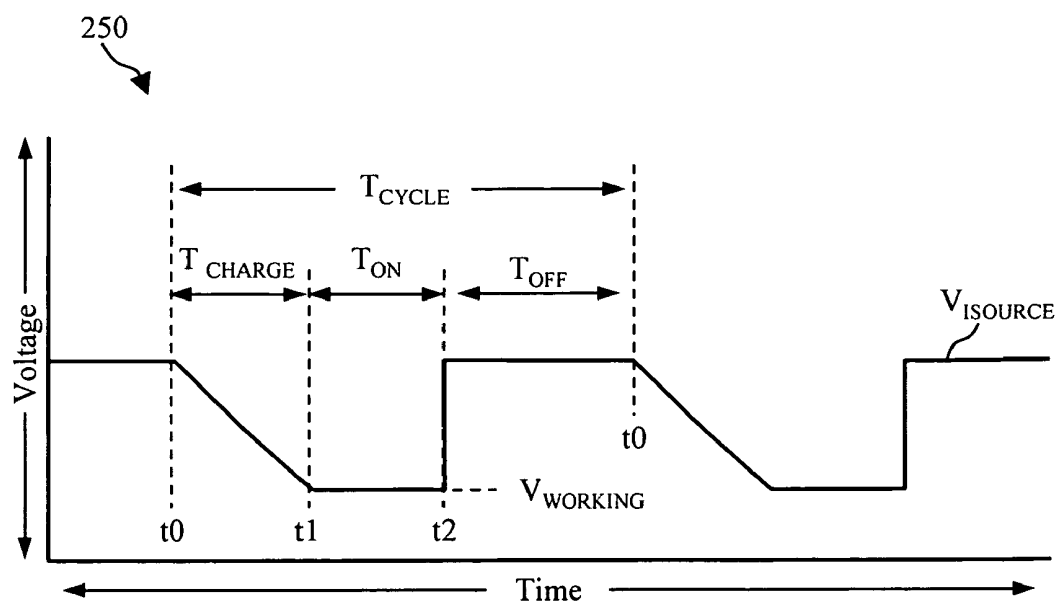 250
T_CYCLE
T_CHARGE T_ON T_OFF
V_ISOURCE
Voltage
t0
V_WORKING
t0 t1 t2
Time